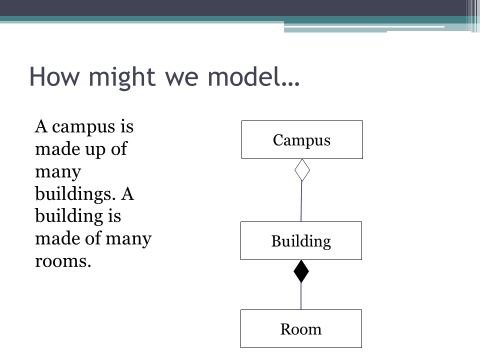 How might we model…
A campus is
made up of
many
buildings. A
building is
made of many
rooms.
Campus
Building
Room